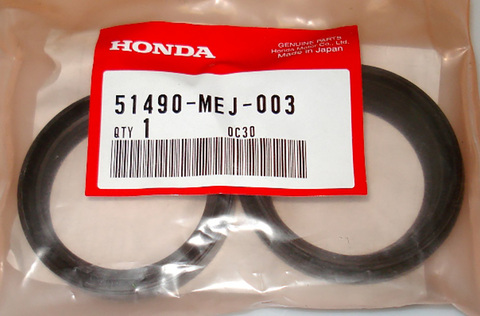 HONDA
GENUINE PARTS
Honda Motor Co., Ltd.
Made in Japan
51490-MEJ-003
QTY 1 0C30